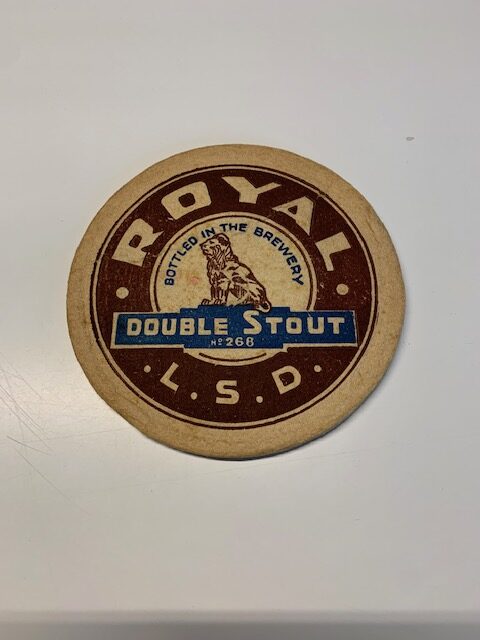 ROYAL
BOTTLED IN THE BREWERY
DOUBLE STOUT
Nº 268
.L.S.D.